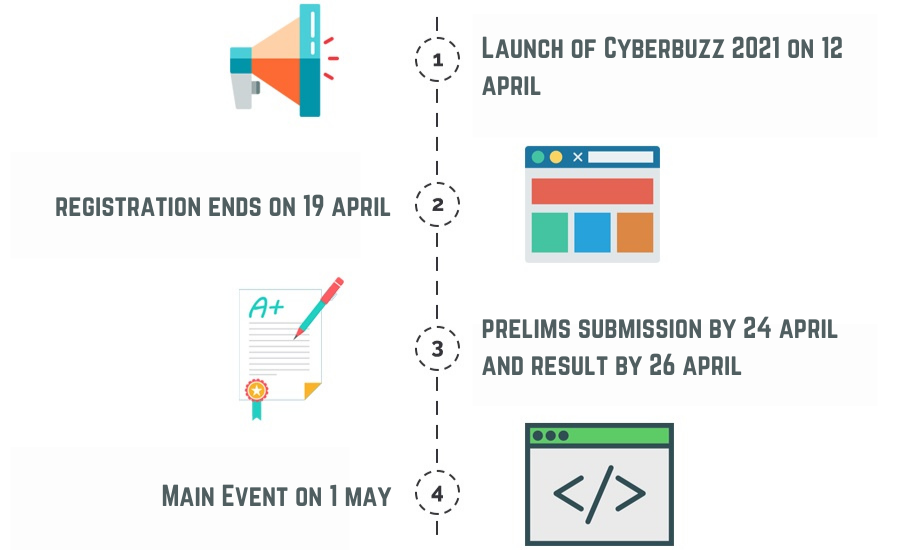 1
LAUNCH OF CYBERBUZZ 2021 ON 12
APRIL
REGISTRATION ENDS ON 19 APRIL
2
A+
3
PRELIMS SUBMISSION BY 24 APRIL
AND RESULT BY 26 APRIL
MAIN EVENT ON 1 MAY
4
</>